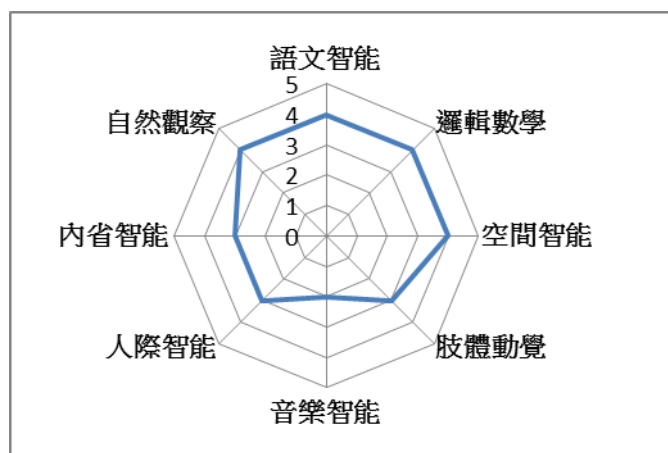 語文智能
5
4
3
2
1
0
自然觀察
邏輯數學
內省智能
空間智能
人際智能
肢體動覺
音樂智能